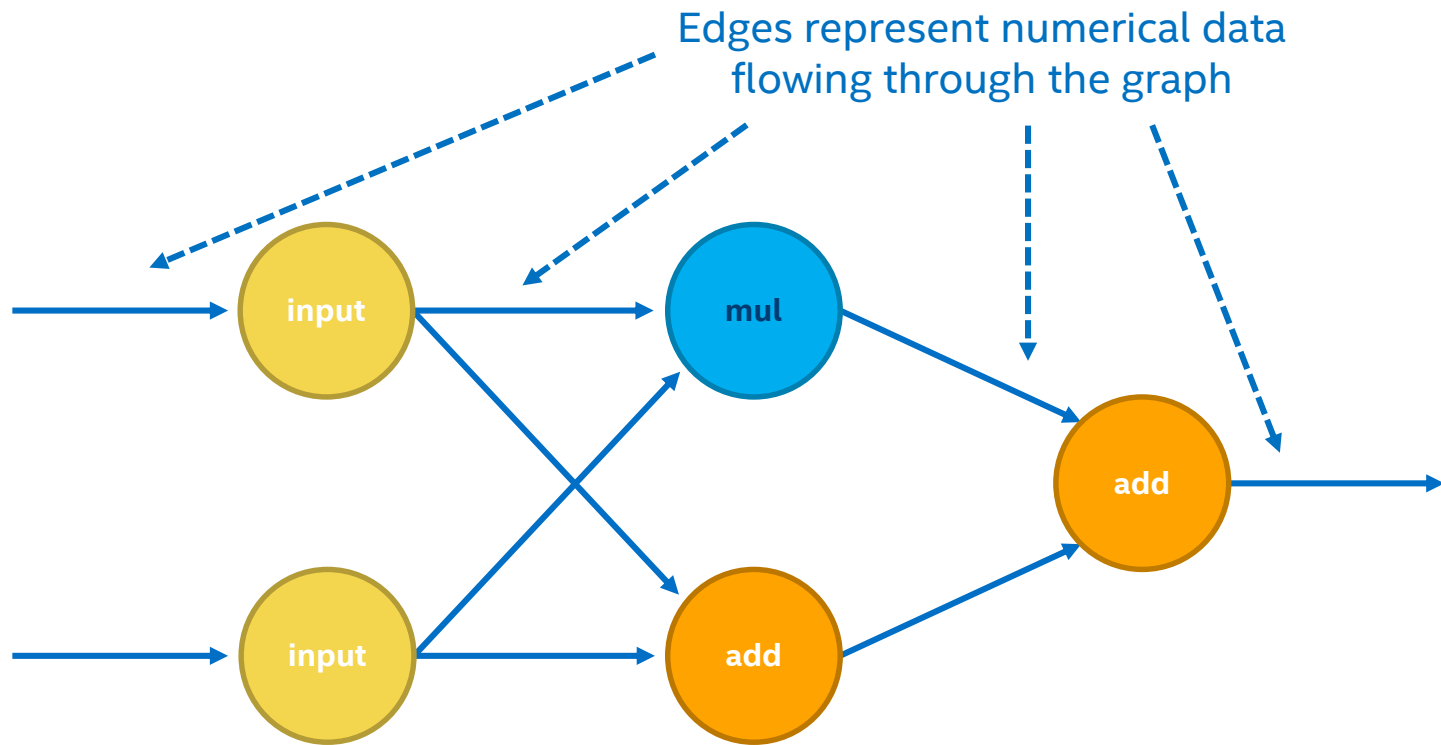 Edges represent numerical data
flowing through the graph
input
mul
add
input
add